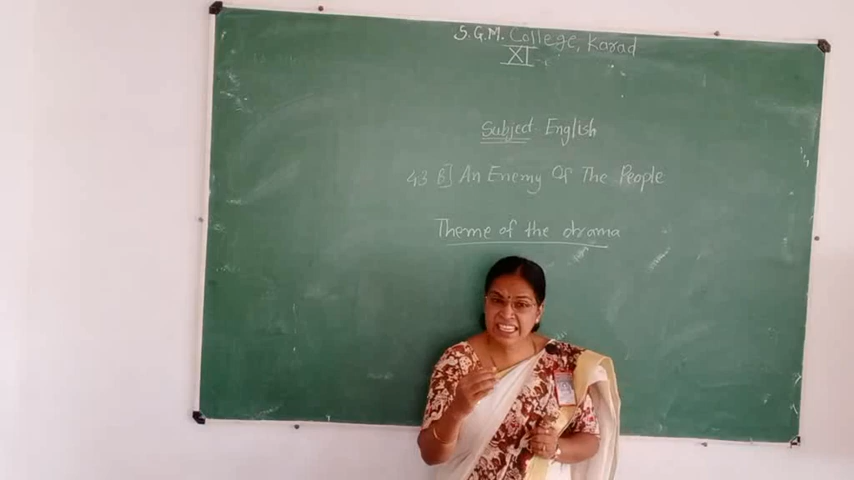 S.G.M. College, Karad
XI
Subject English
4.3 B] An Enemy Of The People
Theme of the drama